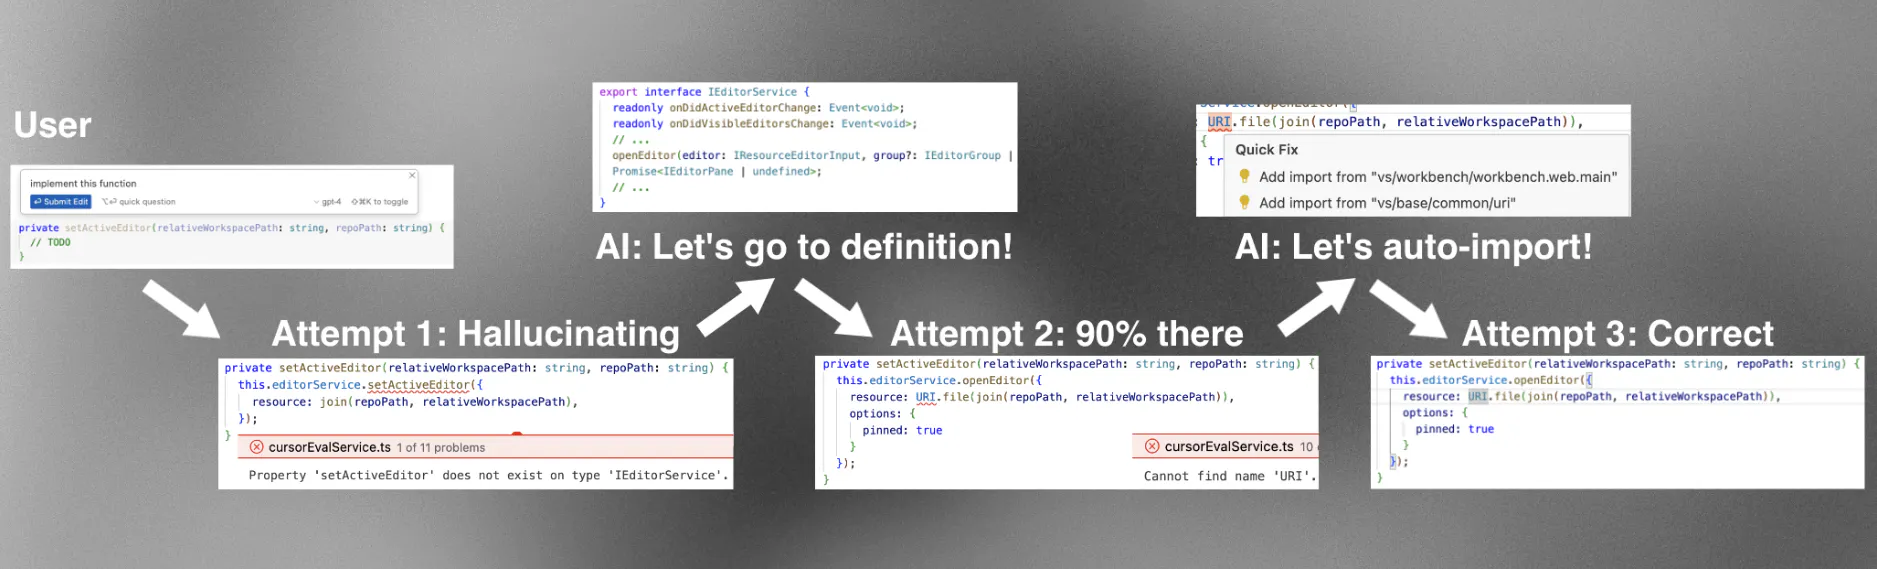 User
implement this function
Submit Edit
quick question
gpt-4
⇧⌘K to toggle
private setActiveEditor(relativeWorkspacePath: string, repoPath: string) {
// TODO
}
Attempt 1: Hallucinating
private setActiveEditor(relativeWorkspacePath: string, repoPath: string) {
this.editorService.setActiveEditor({
resource: join(repoPath, relativeWorkspacePath),
});
}
cursorEvalService.ts 1 of 11 problems
Property 'setActiveEditor' does not exist on type 'IEditorService'.
export interface IEditorService {
readonly onDidActiveEditorChange: Event<void>;
readonly onDidVisibleEditorsChange: Event<void>;
// ...
openEditor(editor: IResourceEditorInput, group?: IEditorGroup |
Promise<IEditorPane | undefined>;
// ...
}
AI: Let's go to definition!
Attempt 2: 90% there
private setActiveEditor(relativeWorkspacePath: string, repoPath: string) {
this.editorService.openEditor({
resource: URI.file(join(repoPath, relativeWorkspacePath)),
options: {
pinned: true
}
});
}
cursorEvalService.ts 10
Cannot find name 'URI'.
service.openEditor({
URI.file(join(repoPath, relativeWorkspacePath)),
{
tr
Quick Fix
Add import from "vs/workbench/workbench.web.main"
Add import from "vs/base/common/uri"
AI: Let's auto-import!
Attempt 3: Correct
private setActiveEditor(relativeWorkspacePath: string, repoPath: string) {
this.editorService.openEditor({
resource: URI.file(join(repoPath, relativeWorkspacePath)),
options: {
pinned: true
}
});
}